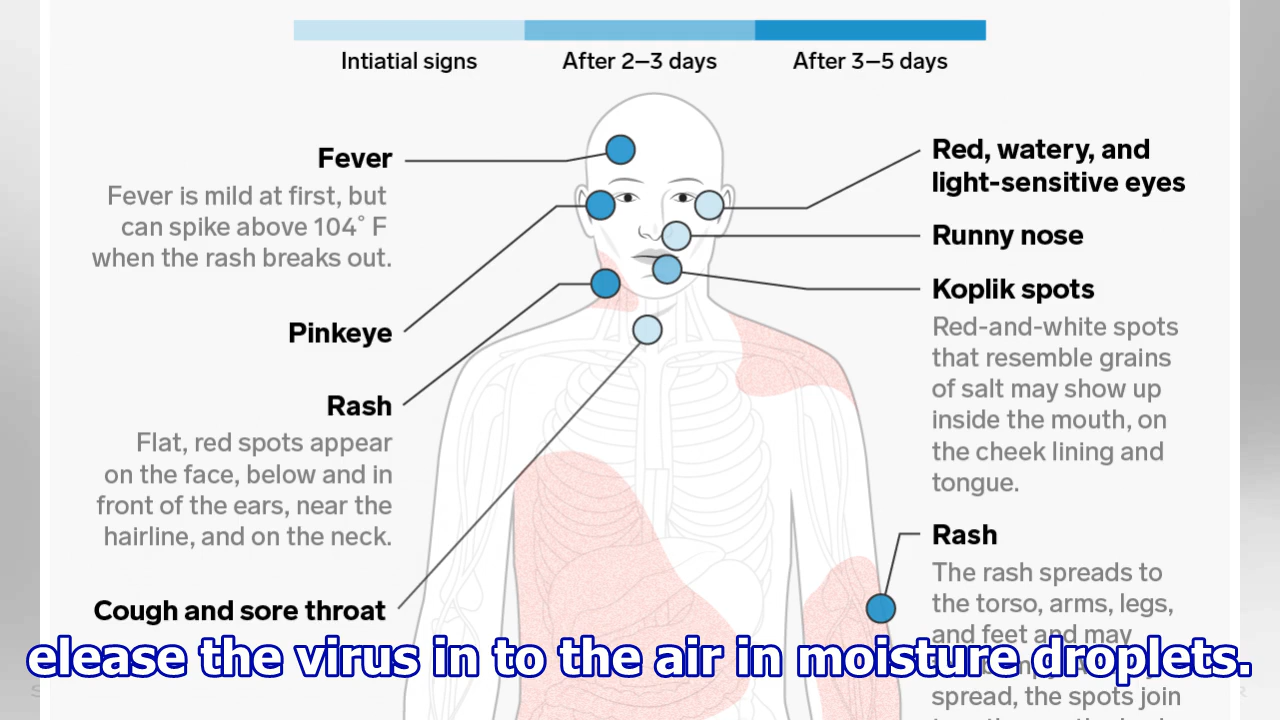 Intiatial signs
After 2–3 days
After 3–5 days
Fever
Fever is mild at first, but
can spike above 104° F
when the rash breaks out.
Pinkeye
Rash
Flat, red spots appear
on the face, below and in
front of the ears, near the
hairline, and on the neck.
Cough and sore throat
Red, watery, and
light-sensitive eyes
Runny nose
Koplik spots
Red-and-white spots
that resemble grains
of salt may show up
inside the mouth, on
the cheek lining and
tongue.
Rash
The rash spreads to
the torso, arms, legs,
and feet and may
spread, the spots join
elease the virus in to the air in moisture droplets.